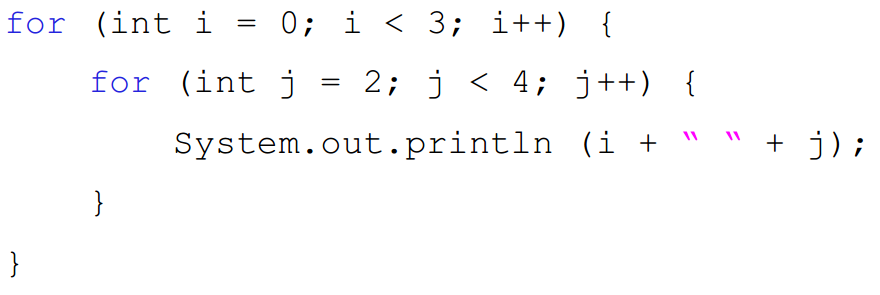 for (int i = 0; i < 3; i++) {
for (int j = 2; j < 4; j++) {
System.out.println (i + “ “ + j);
}
}